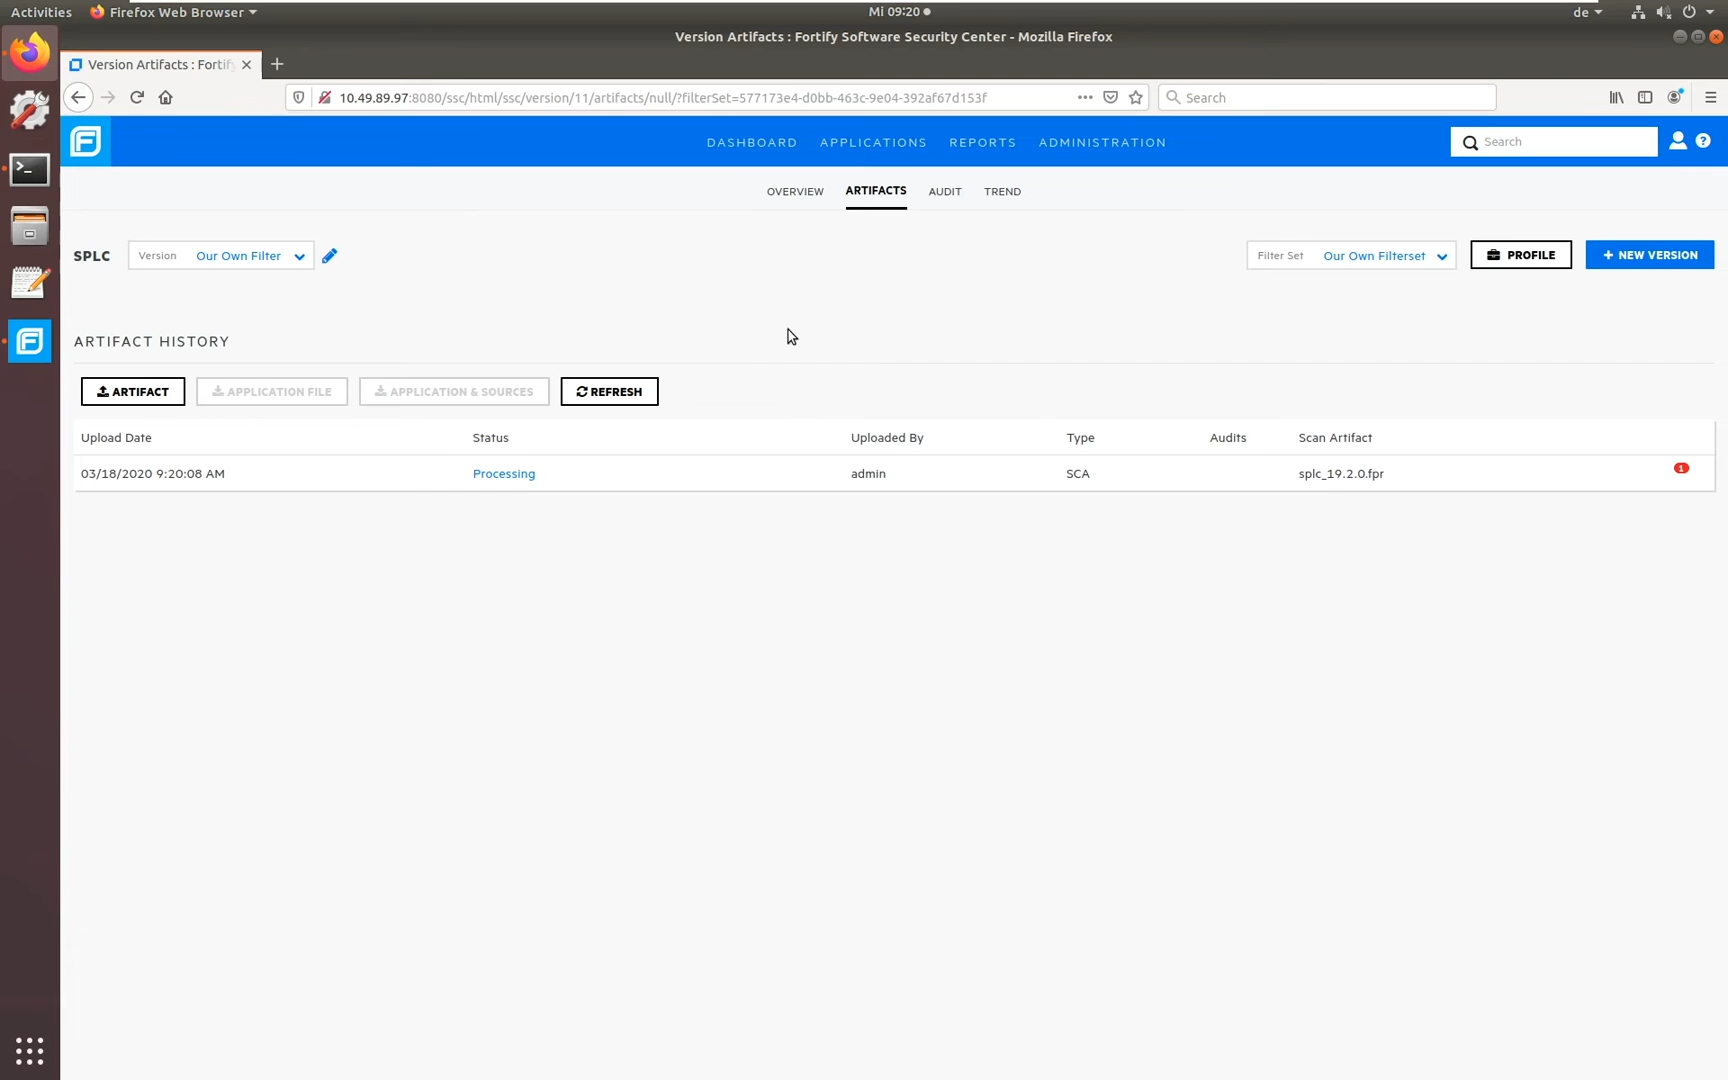 Activities Firefox Web Browser Mi 09:20 de
Version Artifacts : Fortify Software Security Center - Mozilla Firefox
Version Artifacts : Fortify
10.49.89.97:8080/ssc/html/ssc/version/11/artifacts/null/?filterSet=577173e4-d0bb-463c-9e04-392af67d153f Search
DASHBOARD APPLICATIONS REPORTS ADMINISTRATION Search
OVERVIEW ARTIFACTS AUDIT TREND
SPLC Version Our Own Filter Filter Set Our Own Filterset PROFILE + NEW VERSION
ARTIFACT HISTORY
ARTIFACT APPLICATION FILE APPLICATION & SOURCES REFRESH
Upload Date Status Uploaded By Type Audits Scan Artifact
03/18/2020 9:20:08 AM Processing admin SCA splc_19.2.0.fpr 1